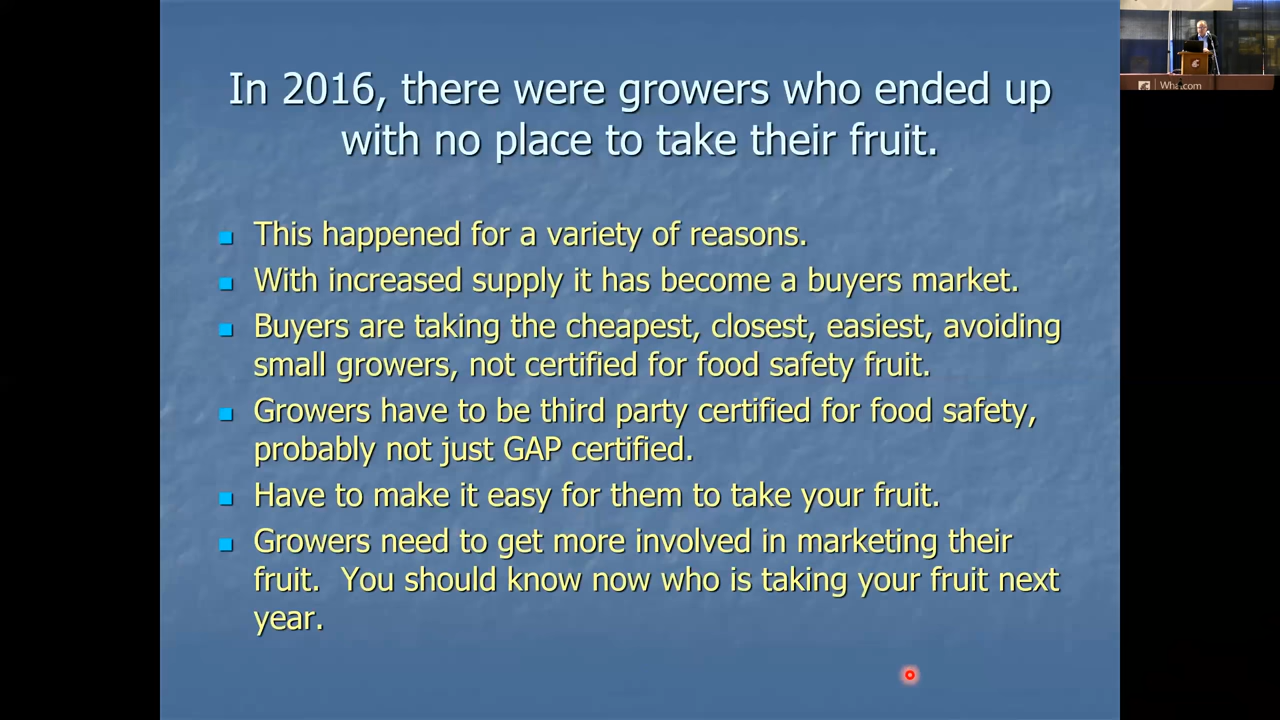 In 2016, there were growers who ended up
with no place to take their fruit.
This happened for a variety of reasons.
With increased supply it has become a buyers market.
Buyers are taking the cheapest, closest, easiest, avoiding
small growers, not certified for food safety fruit.
Growers have to be third party certified for food safety,
probably not just GAP certified.
Have to make it easy for them to take your fruit.
Growers need to get more involved in marketing their
fruit. You should know now who is taking your fruit next
year.